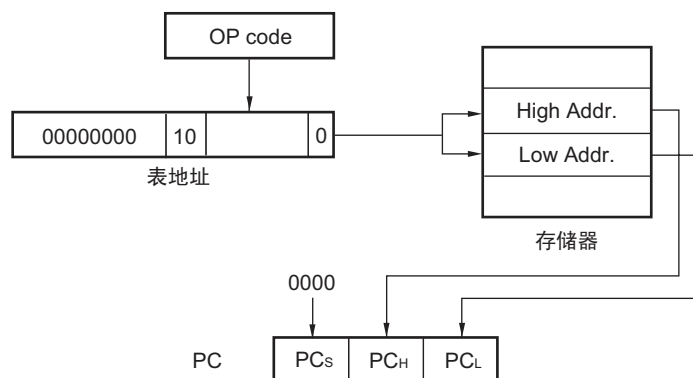 OP code
00000000 10 0
表地址
High Addr.
Low Addr.
存储器
0000
PC PCS PCH PCL